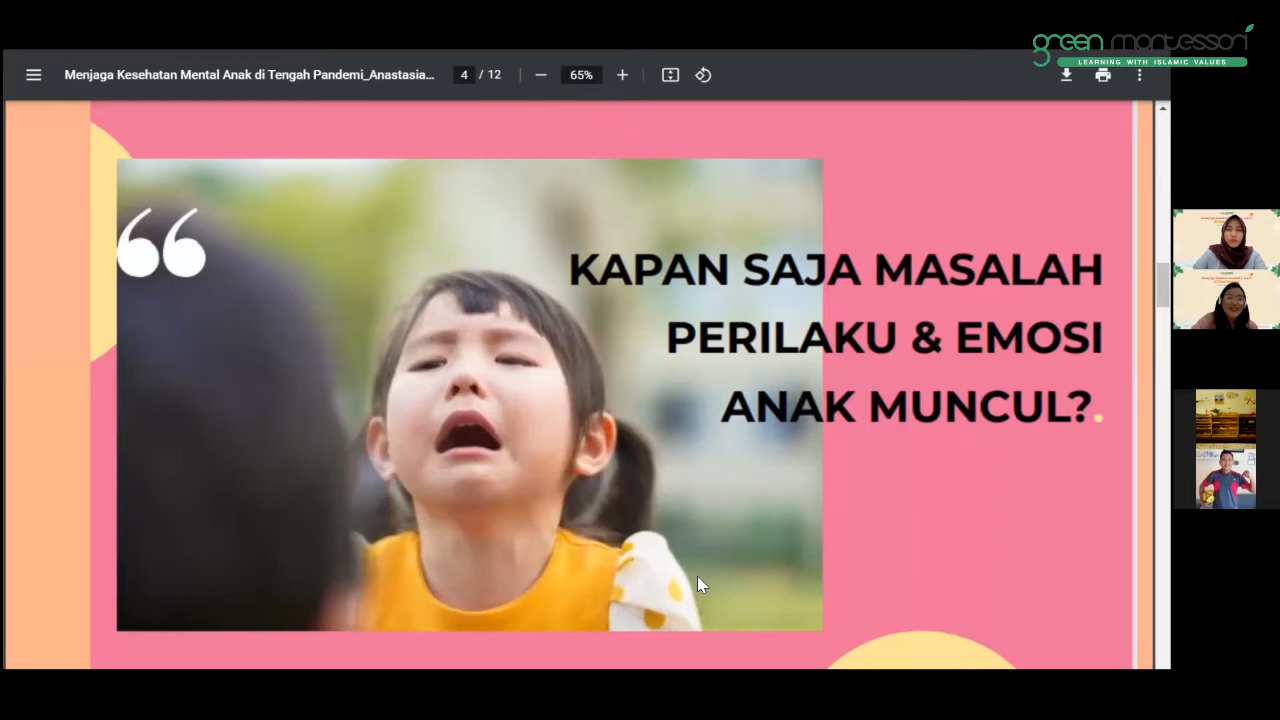 green montessori
LEARNING WITH ISLAMIC VALUES
Menjaga Kesehatan Mental Anak di Tengah Pandemi_Anastasia...
4 / 12
65%
“
KAPAN SAJA MASALAH
PERILAKU & EMOSI
ANAK MUNCUL?.